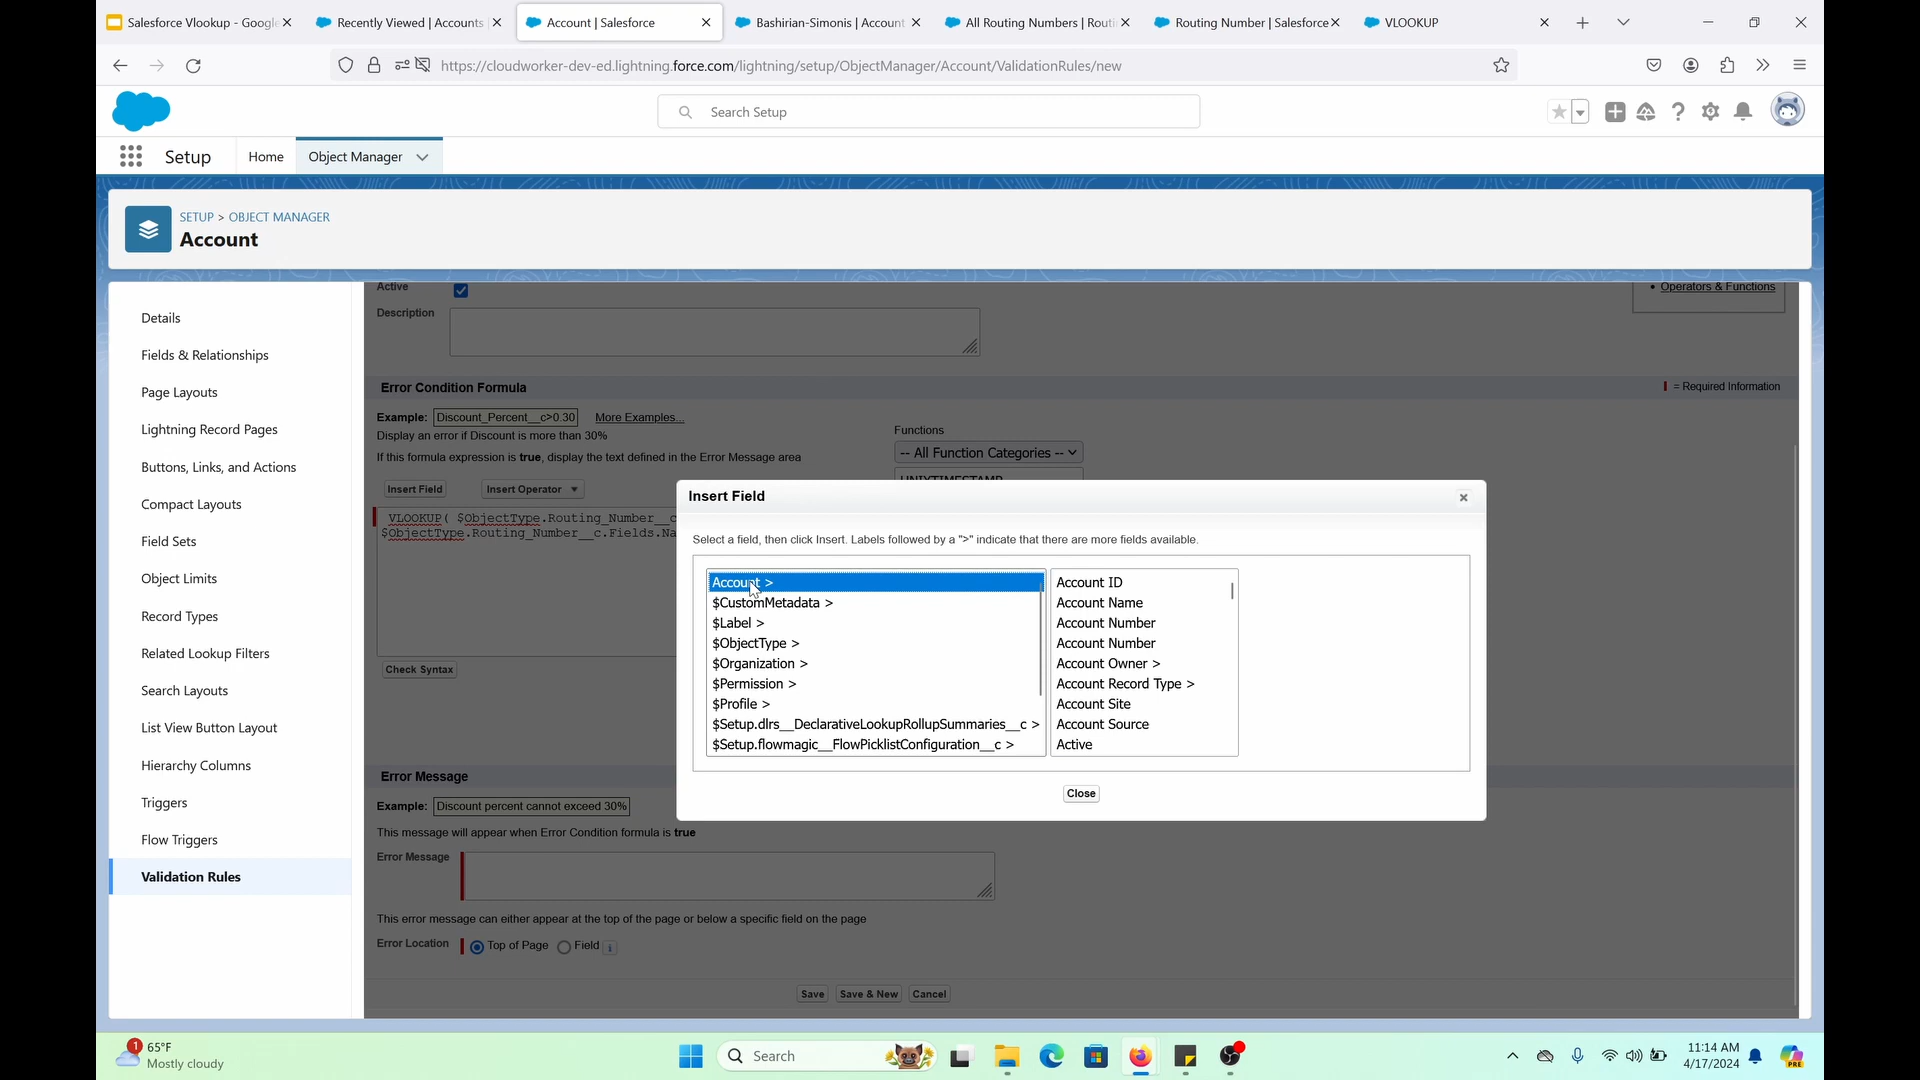 Salesforce Vlookup - Google
Recently Viewed | Accounts
Account | Salesforce
Bashirian-Simonis | Account
All Routing Numbers | Routi
Routing Number | Salesforce
VLOOKUP
https://cloudworker-dev-ed.lightning.force.com/lightning/setup/ObjectManager/Account/ValidationRules/new
Search Setup
Setup
Home
Object Manager
SETUP > OBJECT MANAGER
Account
Details
Fields & Relationships
Page Layouts
Lightning Record Pages
Buttons, Links, and Actions
Compact Layouts
Field Sets
Object Limits
Record Types
Related Lookup Filters
Search Layouts
List View Button Layout
Hierarchy Columns
Triggers
Flow Triggers
Validation Rules
Active
• Operators & Functions
Description
Error Condition Formula
= Required Information
Example: Discount_Percent__c>0.30 More Examples...
Display an error if Discount is more than 30%
If this formula expression is true, display the text defined in the Error Message area
Functions
-- All Function Categories --
UNIXTIMESTAMP
Insert Field
Insert Operator
VLOOKUP( $ObjectType.Routing_Number__c
$ObjectType.Routing_Number__c.Fields.Na
Check Syntax
Insert Field
Select a field, then click Insert. Labels followed by a ">" indicate that there are more fields available.
Account >
$CustomMetadata >
$Label >
$ObjectType >
$Organization >
$Permission >
$Profile >
$Setup.dlrs__DeclarativeLookupRollupSummaries__c >
$Setup.flowmagic__FlowPicklistConfiguration__c >
Account ID
Account Name
Account Number
Account Number
Account Owner >
Account Record Type >
Account Site
Account Source
Active
Close
Error Message
Example: Discount percent cannot exceed 30%
This message will appear when Error Condition formula is true
Error Message
This error message can either appear at the top of the page or below a specific field on the page
Error Location
Top of Page
Field
i
Save
Save & New
Cancel
1
65°F
Mostly cloudy
Search
11:14 AM
4/17/2024
PRE